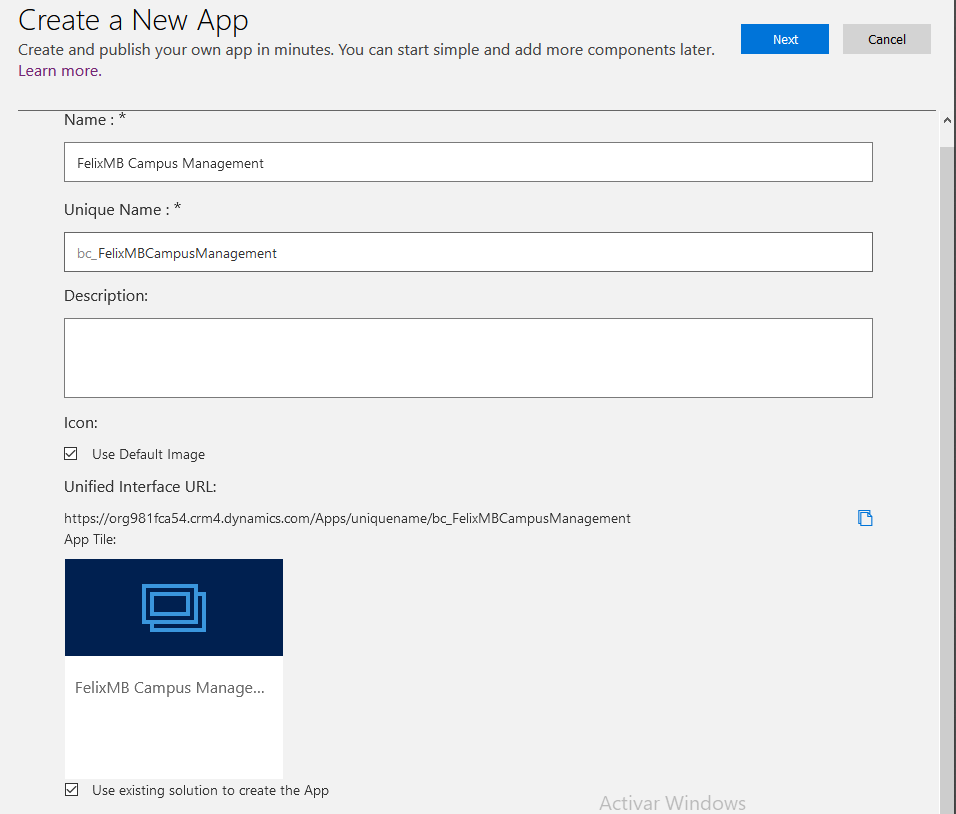 Create a New App
Create and publish your own app in minutes. You can start simple and add more components later.
Learn more.
Next
Cancel
Name : *
FelixMB Campus Management
Unique Name : *
bc_FelixMBCampusManagement
Description:
Icon:
Use Default Image
Unified Interface URL:
https://org981fca54.crm4.dynamics.com/Apps/uniquename/bc_FelixMBCampusManagement
App Tile:
FelixMB Campus Manage...
Use existing solution to create the App
Activar Windows